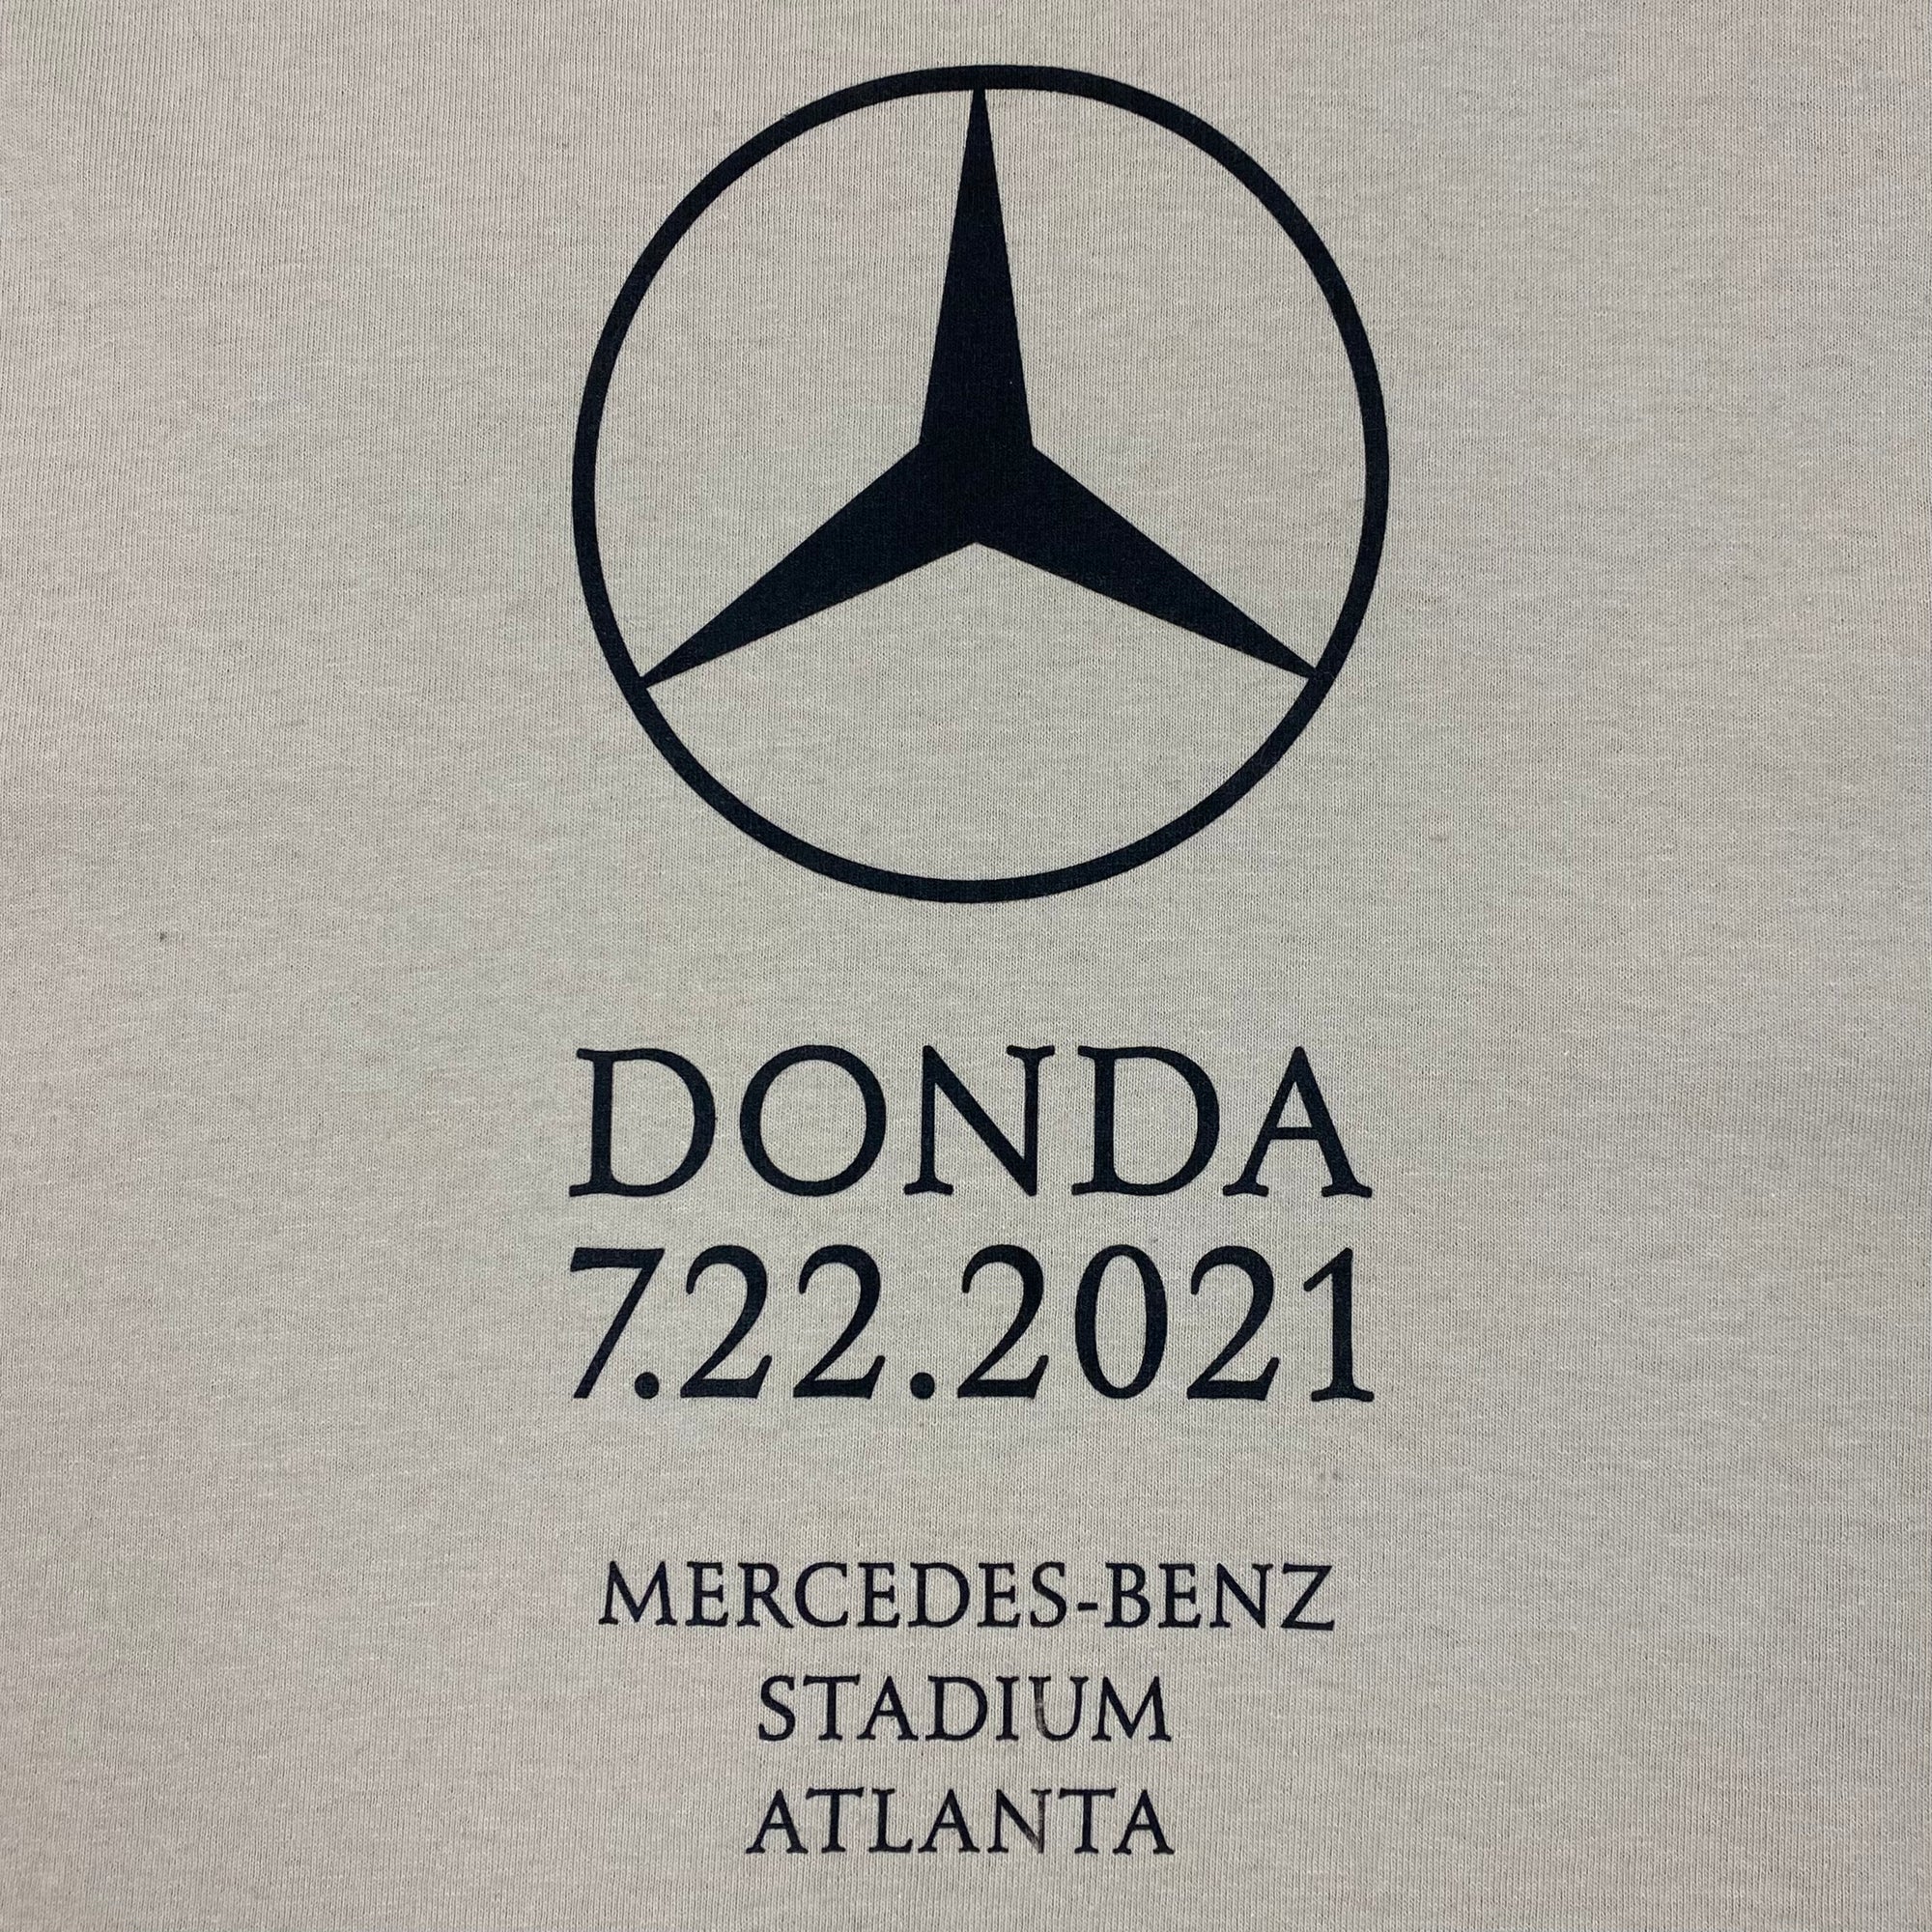 DONDA
7.22.2021
MERCEDES-BENZ
STADIUM
ATLANTA